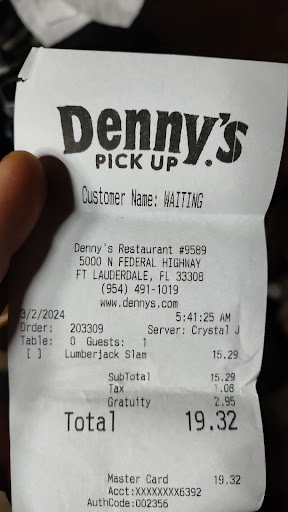 Denny's
PICK UP
Customer Name: WAITING
Denny's Restaurant #9589
5000 N FEDERAL HIGHWAY
FT LAUDERDALE, FL 33308
(954) 491-1019
www.dennys.com
3/2/2024 5:41:25 AM
Order: 203309 Server: Crystal J
Table: 0 Guests: 1
[ ] Lumberjack Slam 15.29
SubTotal 15.29
Tax 1.08
Gratuity 2.95
Total 19.32
Master Card 19.32
Acct:XXXXXXXX6392
AuthCode:002356